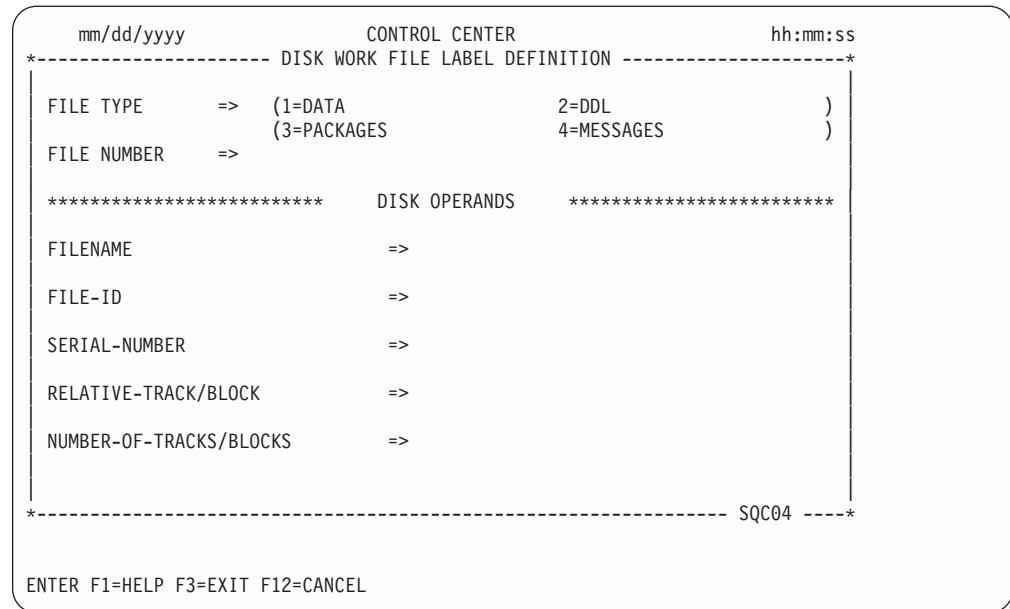 mm/dd/yyyy CONTROL CENTER hh:mm:ss
*---------------------- DISK WORK FILE LABEL DEFINITION ---------------------*
FILE TYPE => (1=DATA 2=DDL )
(3=PACKAGES 4=MESSAGES )
FILE NUMBER =>
************************** DISK OPERANDS *************************
FILENAME =>
FILE-ID =>
SERIAL-NUMBER =>
RELATIVE-TRACK/BLOCK =>
NUMBER-OF-TRACKS/BLOCKS =>
*----------------------------------------------------------------- SQC04 ----*
ENTER F1=HELP F3=EXIT F12=CANCEL